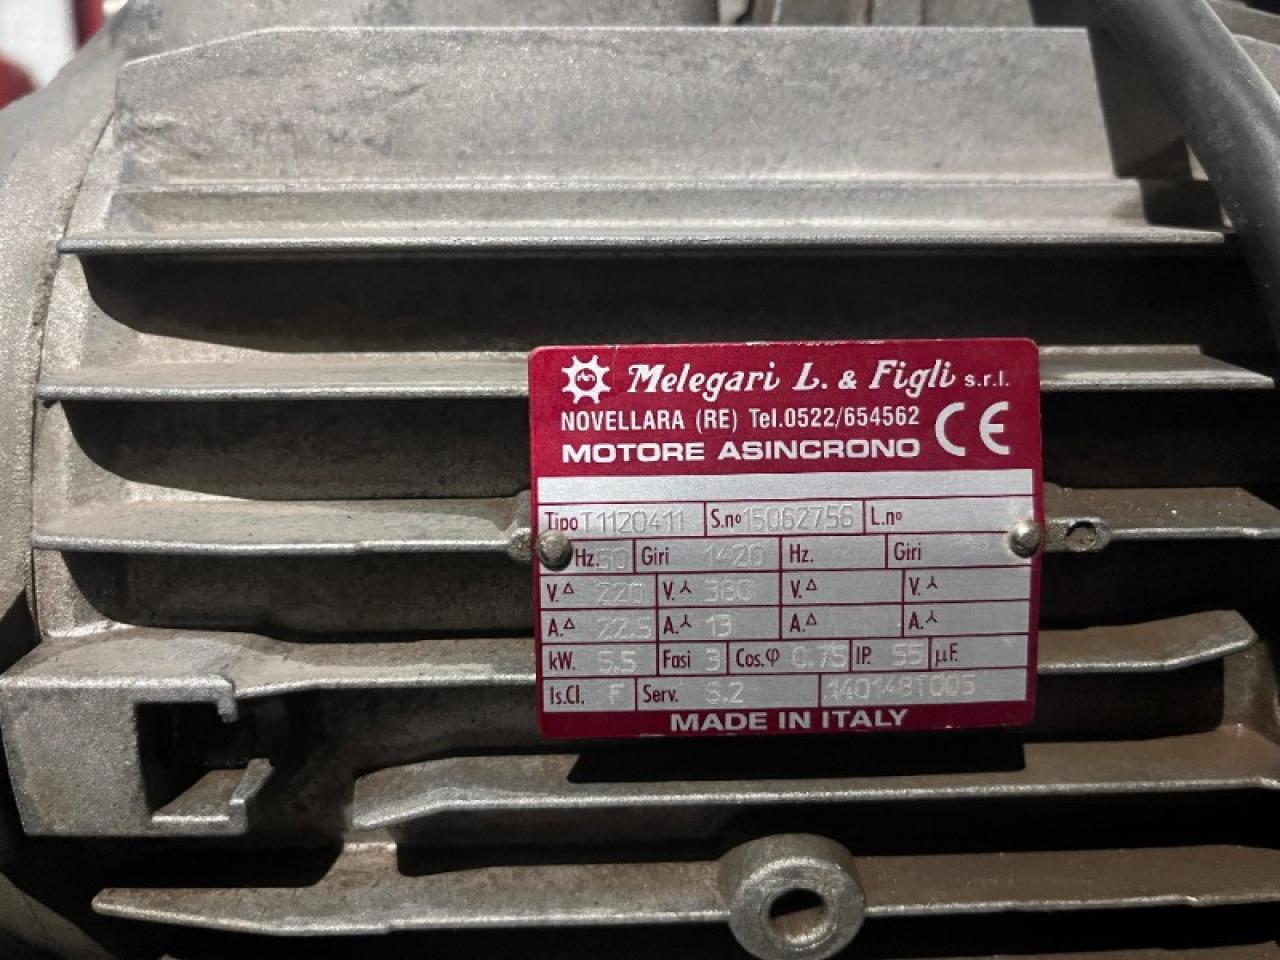 Melegari L. & Figli s.r.l.
NOVELLARA (RE) Tel.0522/654562 CE
MOTORE ASINCRONO
Tipo T1120411 S.nº 15062756 L.nº
Hz. 50 Giri 1420 Hz. Giri
V.Δ 220 V.⅄ 380 V.Δ V.⅄
A.Δ 22.5 A.⅄ 13 A.Δ A.⅄
kW. 5.5 Fasi 3 Cos.φ 0.75 IP. 55 µF.
Is.Cl. F Serv. S.2 1401481005
MADE IN ITALY